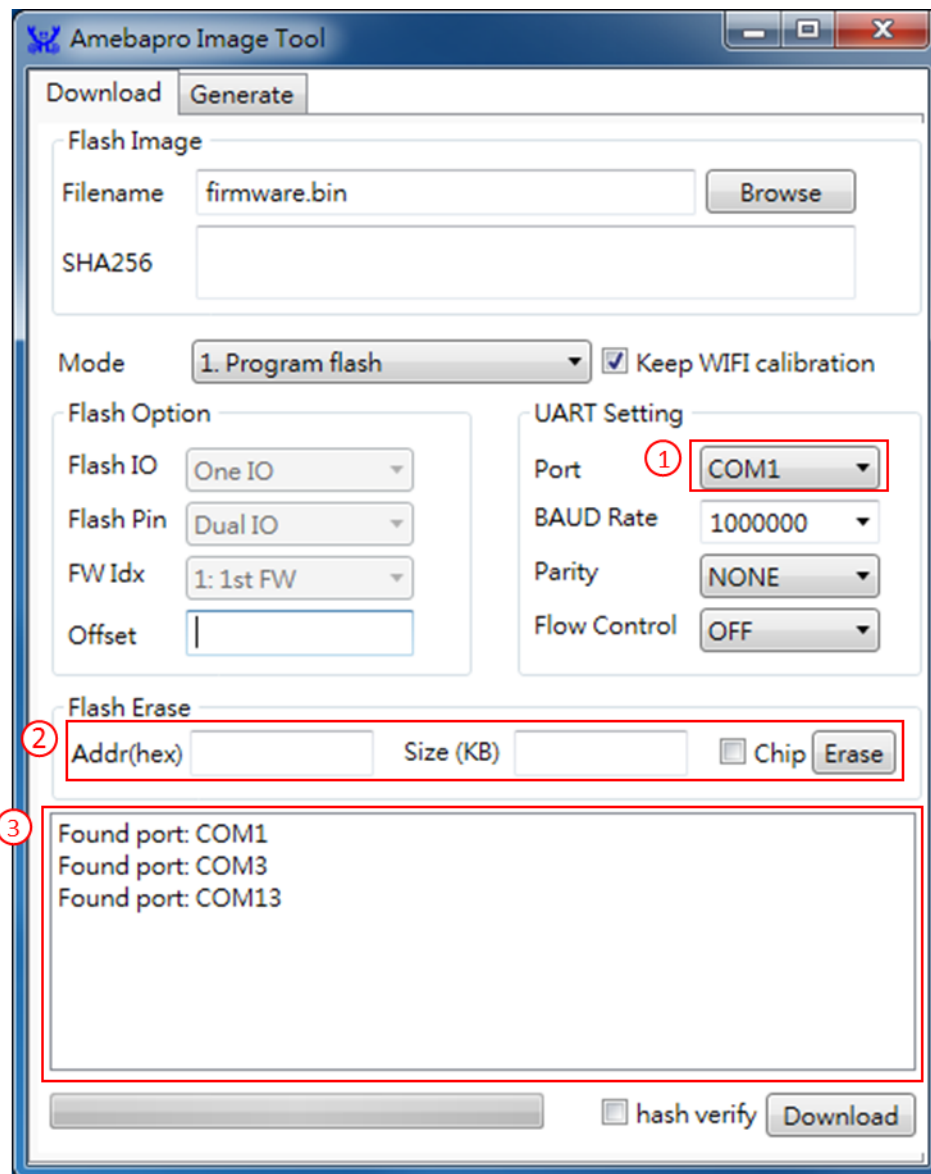 Amebapro Image Tool
Download Generate
Flash Image
Filename firmware.bin Browse
SHA256
Mode 1. Program flash Keep WIFI calibration
Flash Option
Flash IO One IO
Flash Pin Dual IO
FW Idx 1: 1st FW
Offset
UART Setting
Port 1 COM1
BAUD Rate 1000000
Parity NONE
Flow Control OFF
Flash Erase
2 Addr(hex) Size (KB) Chip Erase
3
Found port: COM1
Found port: COM3
Found port: COM13
hash verify Download